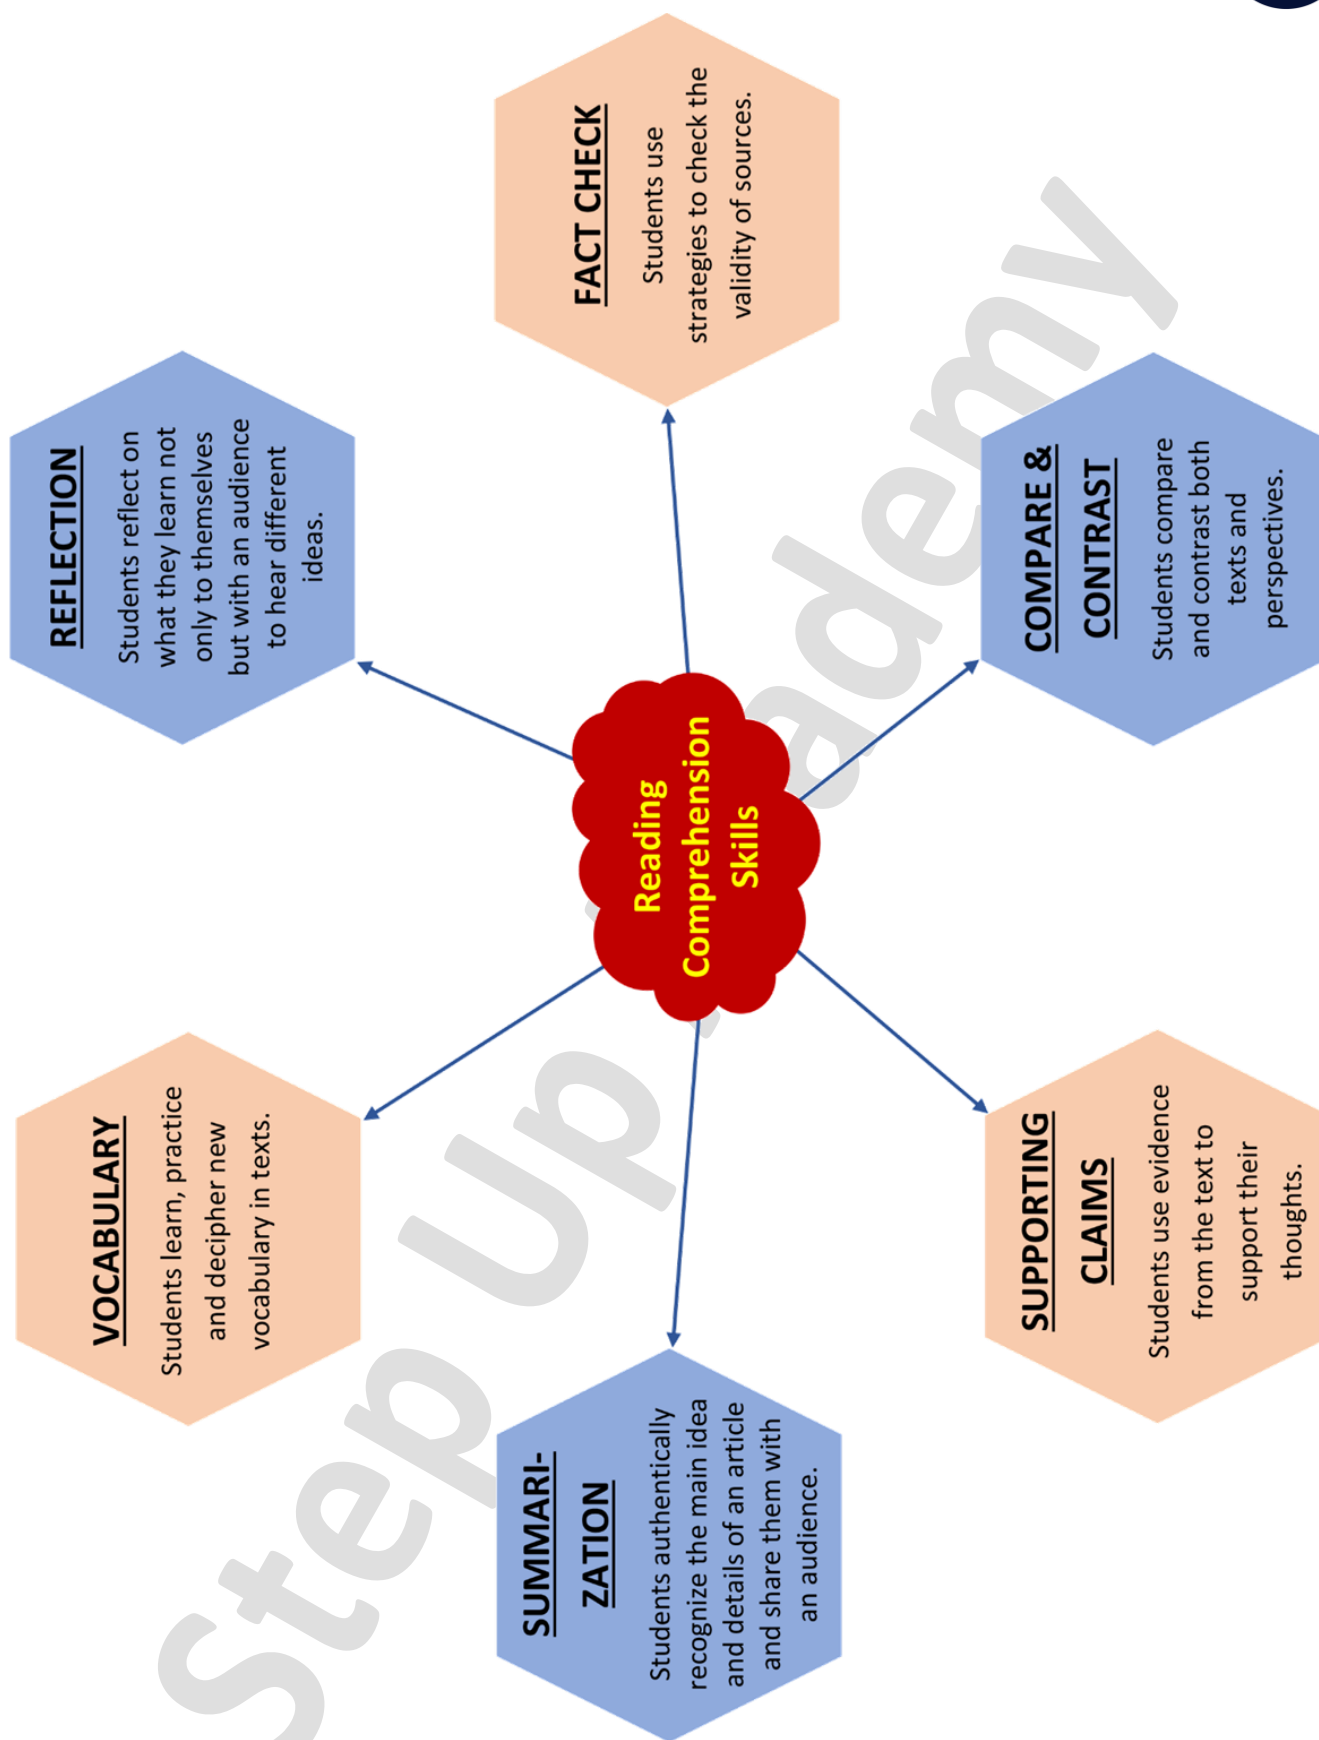 VOCABULARY
Students learn, practice
and decipher new
vocabulary in texts.
REFLECTION
Students reflect on
what they learn not
only to themselves
but with an audience
to hear different
ideas.
SUMMARI-
ZATION
Students authentically
recognize the main idea
and details of an article
and share them with
an audience.
Reading
Comprehension
Skills
FACT CHECK
Students use
strategies to check the
validity of sources.
SUPPORTING
CLAIMS
Students use evidence
from the text to
support their
thoughts.
COMPARE &
CONTRAST
Students compare
and contrast both
texts and
perspectives.
Step Up Academy